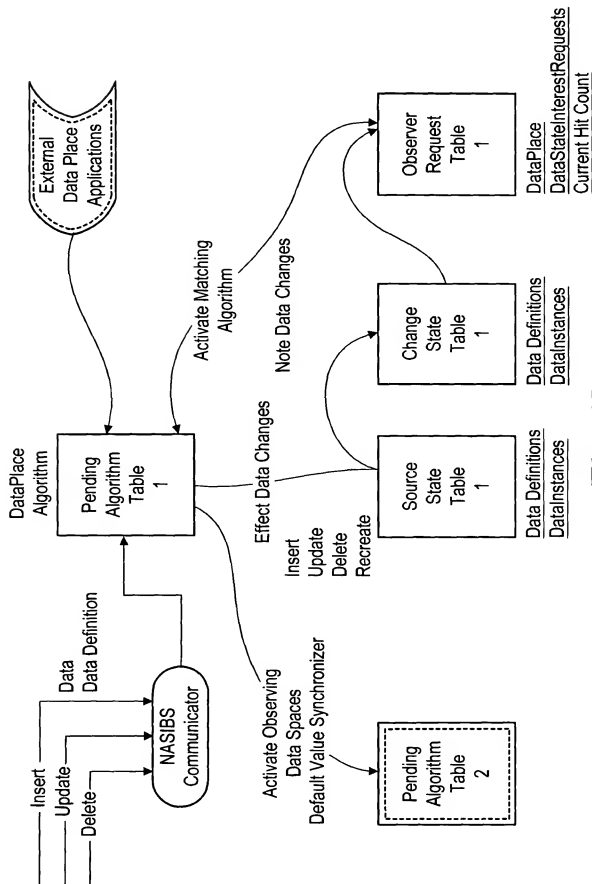 External
Data Place
Applications
DataPlace
Algorithm
Pending
Algorithm
Table
1
Activate Matching
Algorithm
Note Data Changes
Observer
Request
Table
1
DataPlace
DataStateInterestRequests
Current Hit Count
Effect Data Changes
Insert
Update
Delete
Recreate
Change
State
Table
1
Data Definitions
DataInstances
Source
State
Table
1
Data Definitions
DataInstances
Insert
Update
Delete
Data
Data Definition
NASIBS
Communicator
Activate Observing
Data Spaces
Default Value Synchronizer
Pending
Algorithm
Table
2